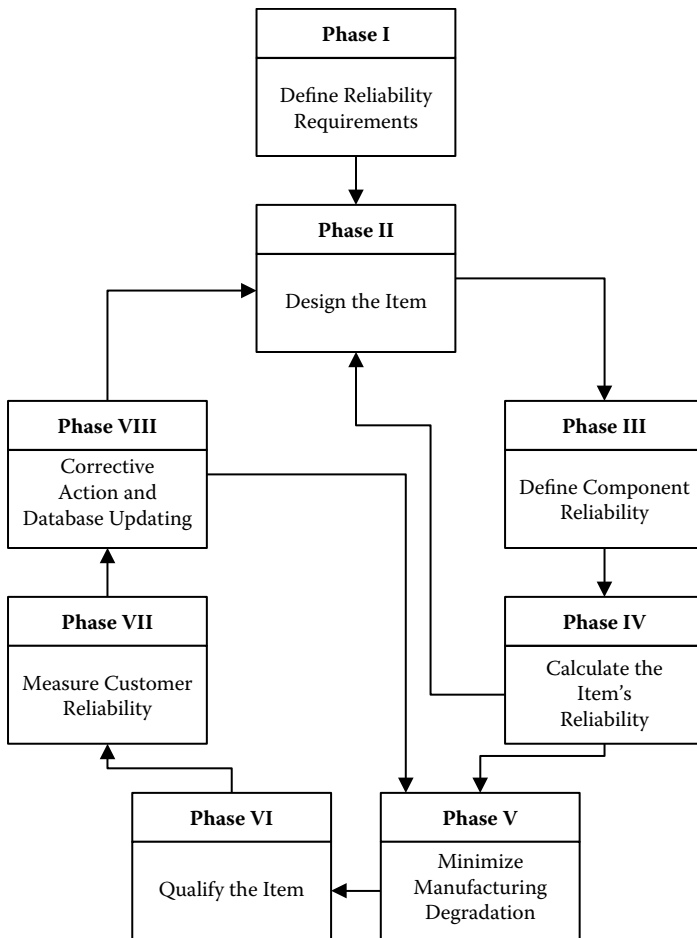 Phase I
Define Reliability
Requirements
Phase II
Design the Item
Phase III
Define Component
Reliability
Phase IV
Calculate the
Item's
Reliability
Phase V
Minimize
Manufacturing
Degradation
Phase VI
Qualify the Item
Phase VII
Measure Customer
Reliability
Phase VIII
Corrective
Action and
Database Updating